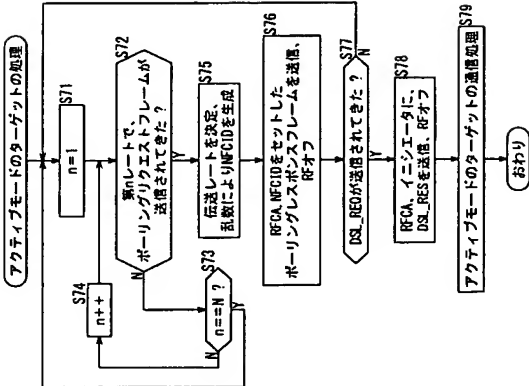 アクティブモードのターゲットの処理
S71
n=1
S72
第nレートで、
ポーリングリクエストフレームが
送信されてきた?
N
Y
S73
n==N ?
N
Y
S74
n++
S75
伝送レートを決定、
乱数によりNFCIDを生成
S76
RFCA, NFCIDをセットした
ポーリングレスポンスフレームを送信、
RFオフ
S77
DSL_REQが送信されてきた?
N
Y
S78
RFCA、イニシエータに、
DSL_RESを送信、RFオフ
S79
アクティブモードのターゲットの通信処理
おわり